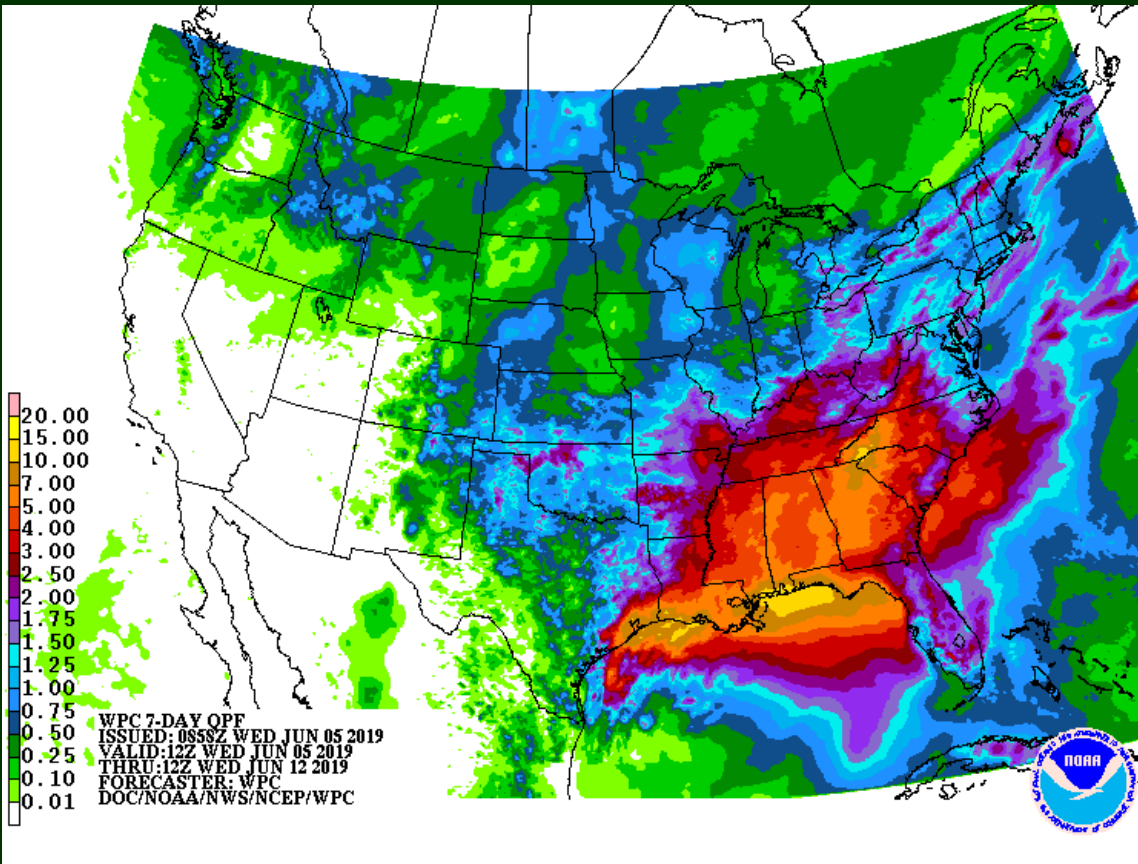 20.00
15.00
10.00
7.00
5.00
4.00
3.00
2.50
2.00
1.75
1.50
1.25
1.00
0.75
0.50
0.25
0.10
0.01
WPC 7-DAY QPF
ISSUED: 0858Z WED JUN 05 2019
VALID:12Z WED JUN 05 2019
THRU:12Z WED JUN 12 2019
FORECASTER: WPC
DOC/NOAA/NWS/NCEP/WPC
NOAA